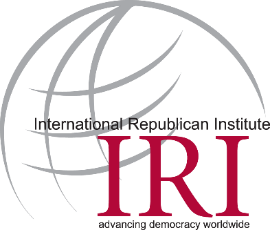 International Republican Institute
IRI
advancing democracy worldwide